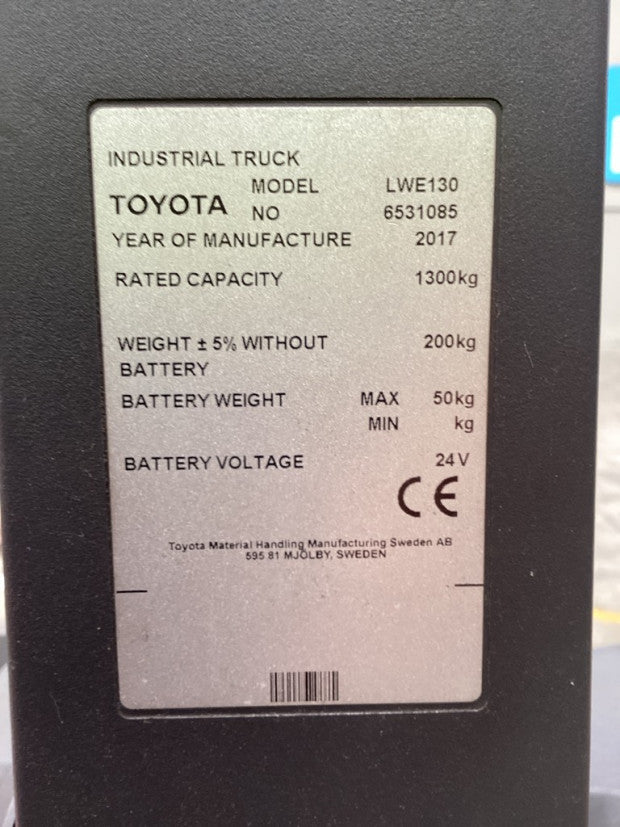 INDUSTRIAL TRUCK
MODEL LWE130
TOYOTA
NO 6531085
YEAR OF MANUFACTURE 2017
RATED CAPACITY 1300kg
WEIGHT ± 5% WITHOUT 200kg
BATTERY
BATTERY WEIGHT MAX 50kg
MIN kg
BATTERY VOLTAGE 24V
CE
Toyota Material Handling Manufacturing Sweden AB
595 81 MJÖLBY, SWEDEN